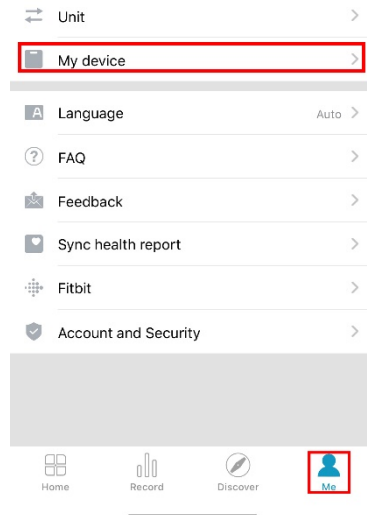 Unit
My device
Language Auto
FAQ
Feedback
Sync health report
Fitbit
Account and Security
Home Record Discover Me